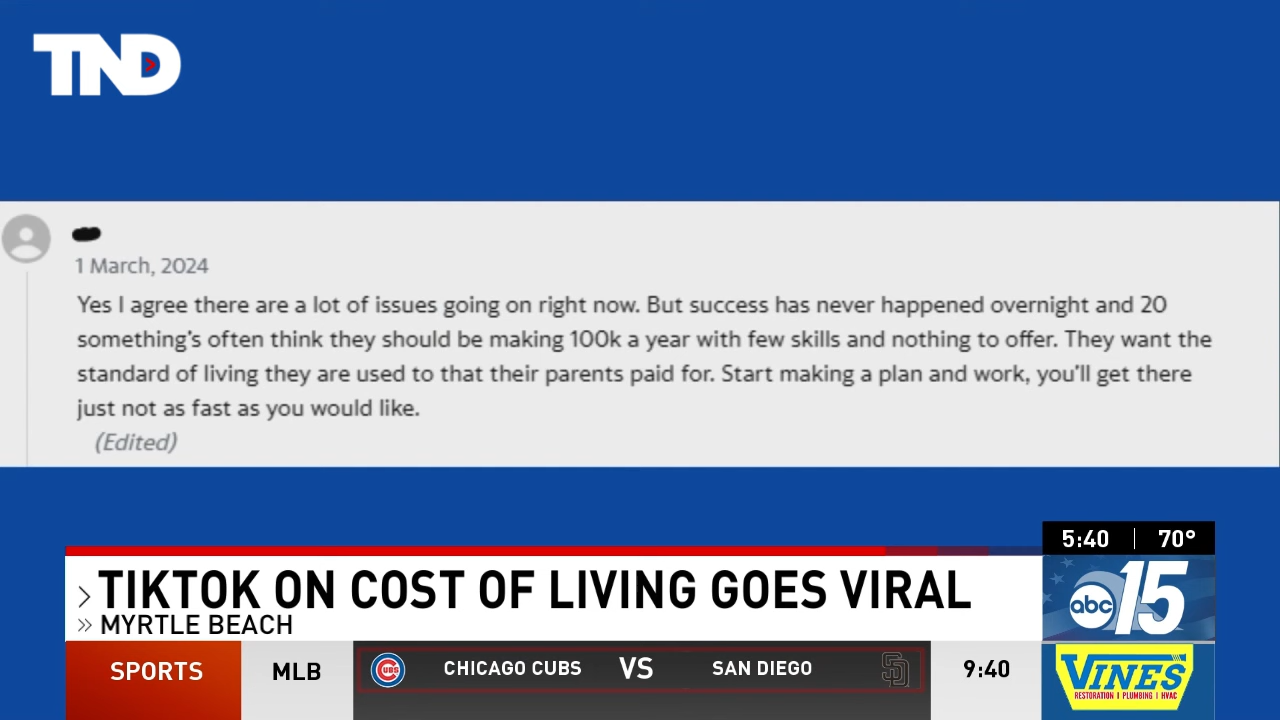 TND
1 March, 2024
Yes I agree there are a lot of issues going on right now. But success has never happened overnight and 20
something's often think they should be making 100k a year with few skills and nothing to offer. They want the
standard of living they are used to that their parents paid for. Start making a plan and work, you'll get there
just not as fast as you would like.
(Edited)
5:40 | 70°
> TIKTOK ON COST OF LIVING GOES VIRAL
» MYRTLE BEACH
abc 15
SPORTS MLB CUBS CHICAGO CUBS VS SAN DIEGO SD 9:40
VINES
RESTORATION | PLUMBING | HVAC